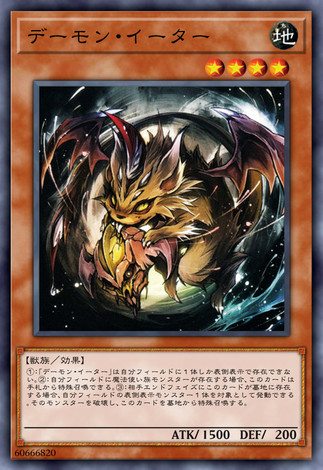 デーモン・イーター
地
【獣族/効果】
①:「デーモン・イーター」は自分フィールドに１体しか表側表示で存在できない。②:自分フィールドに魔法使い族モンスターが存在する場合、このカードは
手札から特殊召喚できる。③:相手エンドフェイズにこのカードが墓地に存在
する場合、自分フィールドの表側表示モンスター１体を対象として発動できる。
そのモンスターを破壊し、このカードを墓地から特殊召喚する。
ATK/1500 DEF/ 200
60666820